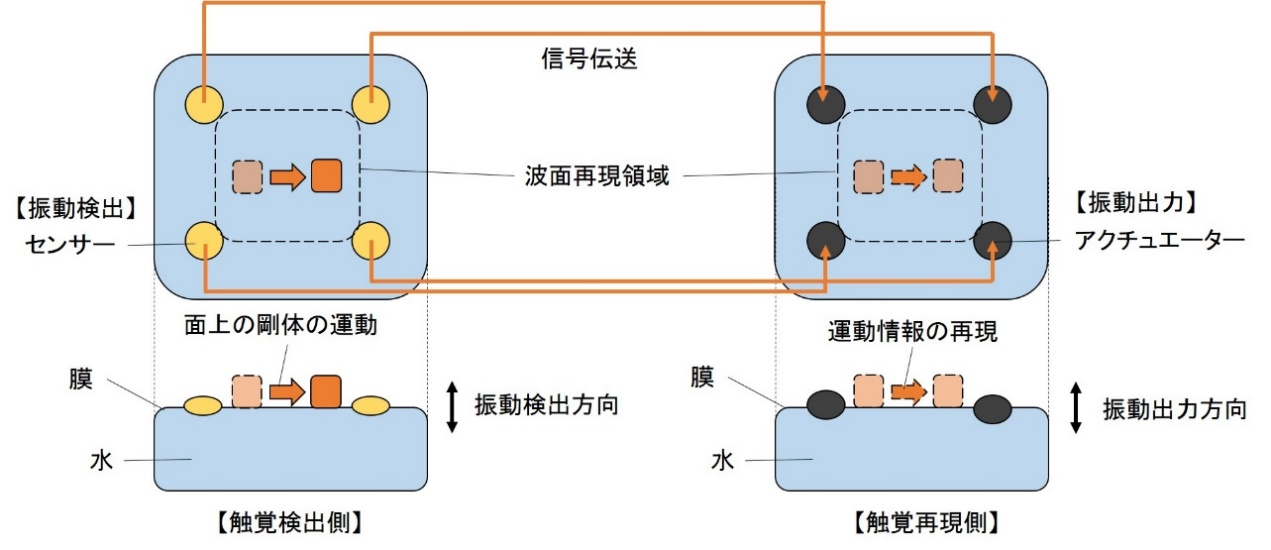 信号伝送
波面再現領域
【振動検出】
センサー
【振動出力】
アクチュエーター
面上の剛体の運動
運動情報の再現
膜
振動検出方向
膜
振動出力方向
水
水
【触覚検出側】
【触覚再現側】